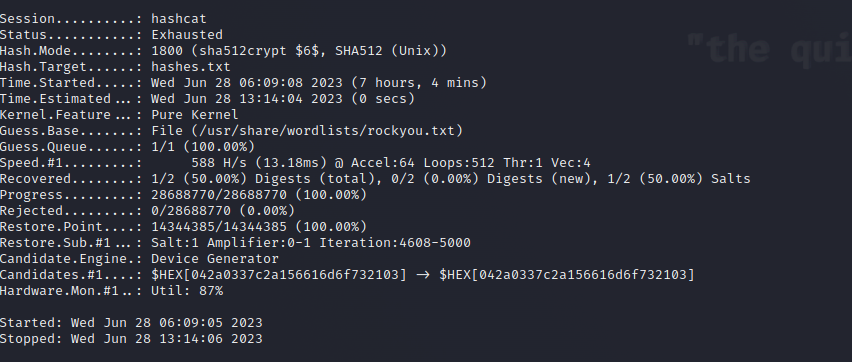 Session..........: hashcat
Status...........: Exhausted
Hash.Mode........: 1800 (sha512crypt $6$, SHA512 (Unix))
Hash.Target......: hashes.txt
Time.Started.....: Wed Jun 28 06:09:08 2023 (7 hours, 4 mins)
Time.Estimated...: Wed Jun 28 13:14:04 2023 (0 secs)
Kernel.Feature...: Pure Kernel
Guess.Base.......: File (/usr/share/wordlists/rockyou.txt)
Guess.Queue......: 1/1 (100.00%)
Speed.#1.........:      588 H/s (13.18ms) @ Accel:64 Loops:512 Thr:1 Vec:4
Recovered........: 1/2 (50.00%) Digests (total), 0/2 (0.00%) Digests (new), 1/2 (50.00%) Salts
Progress.........: 28688770/28688770 (100.00%)
Rejected.........: 0/28688770 (0.00%)
Restore.Point....: 14344385/14344385 (100.00%)
Restore.Sub.#1...: Salt:1 Amplifier:0-1 Iteration:4608-5000
Candidate.Engine.: Device Generator
Candidates.#1....: $HEX[042a0337c2a156616d6f732103] -> $HEX[042a0337c2a156616d6f732103]
Hardware.Mon.#1..: Util: 87%
Started: Wed Jun 28 06:09:05 2023
Stopped: Wed Jun 28 13:14:06 2023
"the qui